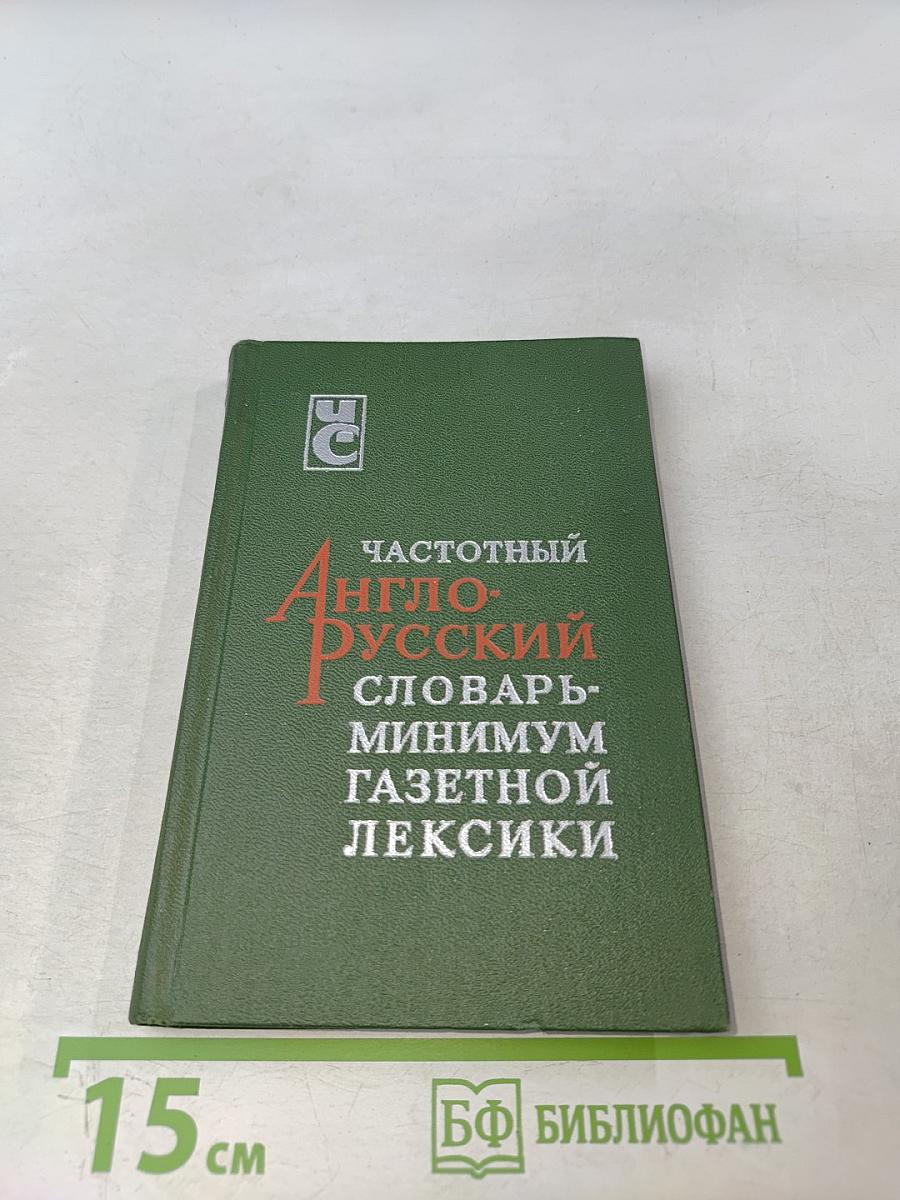 ЧС
ЧАСТОТНЫЙ
АНГЛО-
РУССКИЙ
СЛОВАРЬ-
МИНИМУМ
ГАЗЕТНОЙ
ЛЕКСИКИ
15 см
БФ БИБЛИОФАН